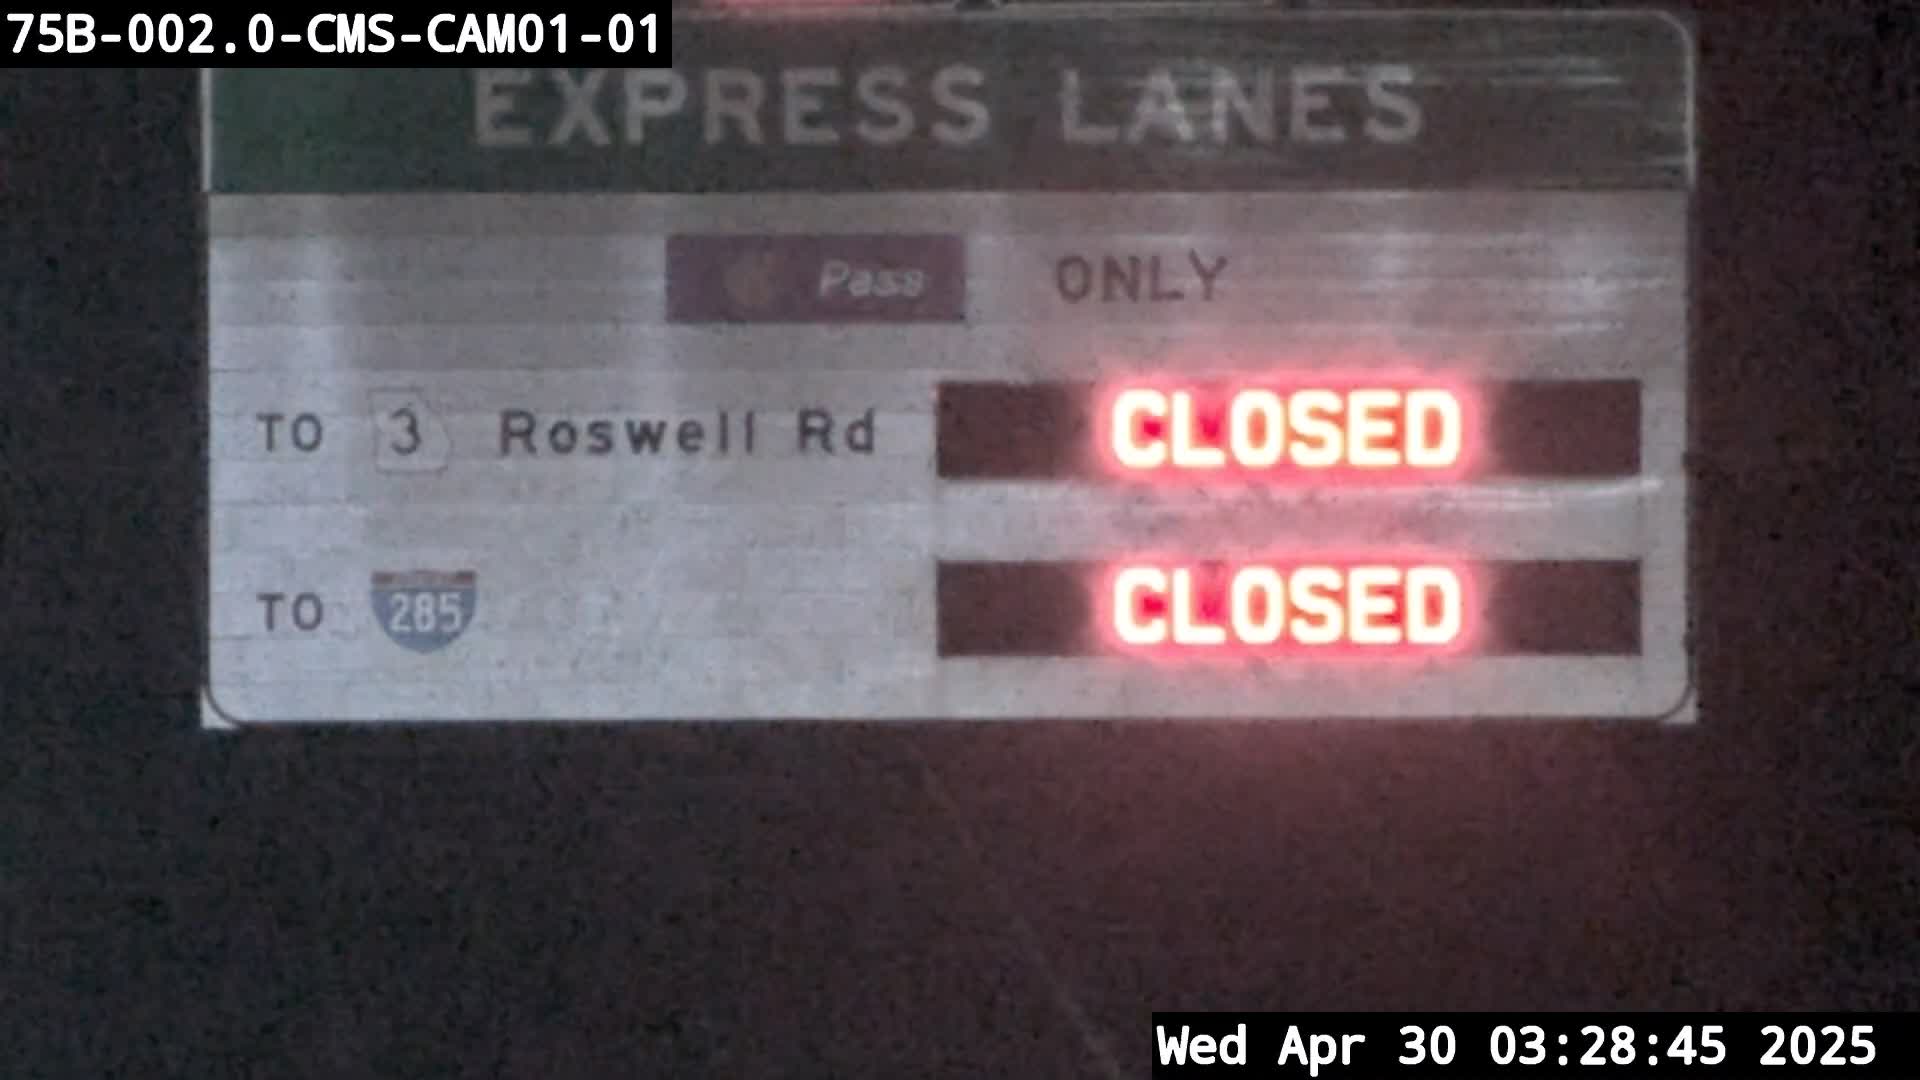 75B-002.0-CMS-CAM01-01
EXPRESS LANES
Pass ONLY
TO 3 Roswell Rd CLOSED
TO 285 CLOSED
Wed Apr 30 03:28:45 2025